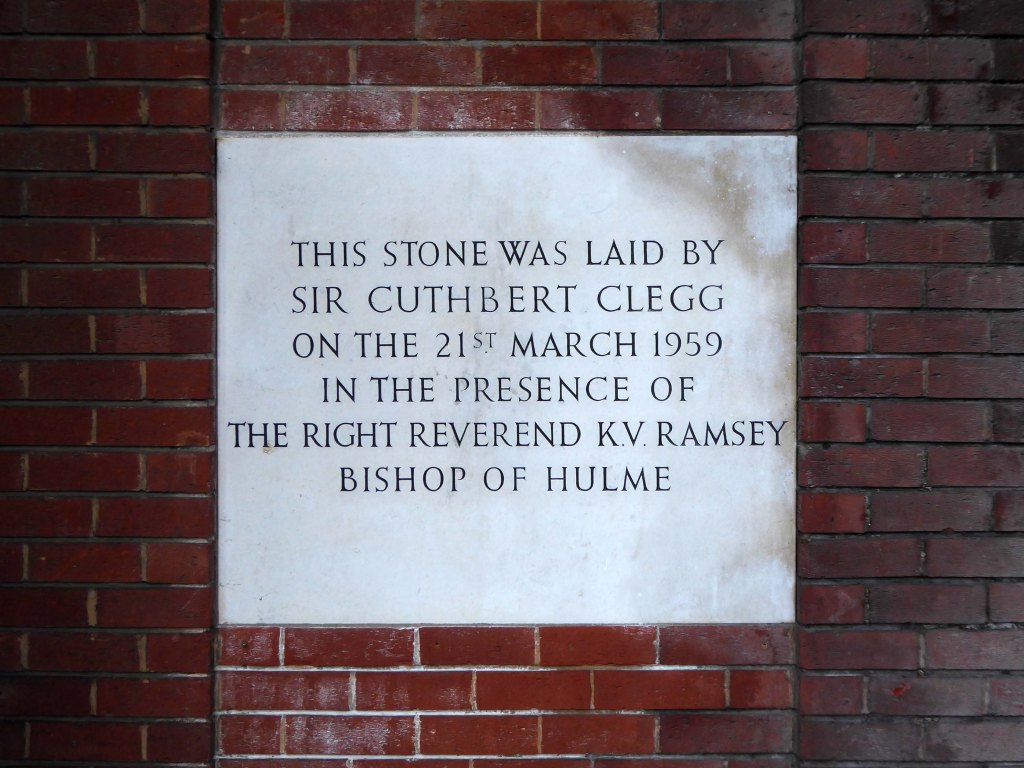 THIS STONE WAS LAID BY
SIR CUTHBERT CLEGG
ON THE 21ST MARCH 1959
IN THE PRESENCE OF
THE RIGHT REVEREND K.V. RAMSEY
BISHOP OF HULME